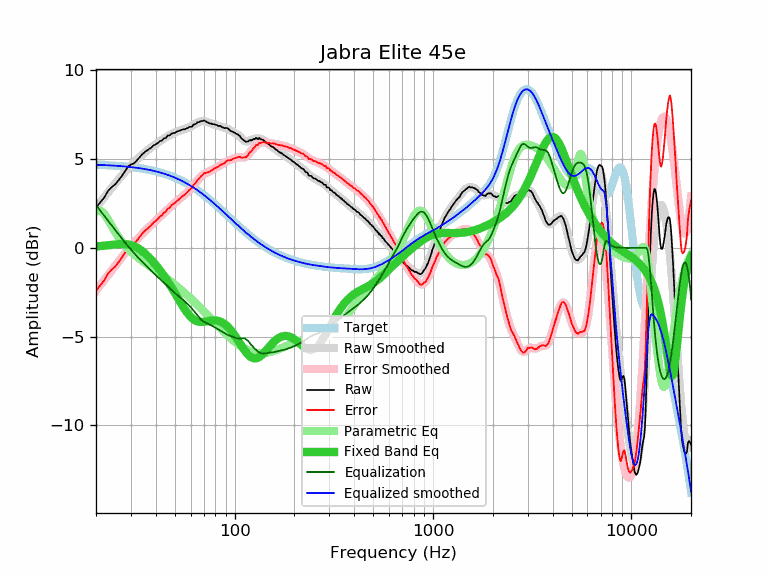 Jabra Elite 45e
10
5
0
−5
−10
Amplitude (dBr)
Target
Raw Smoothed
Error Smoothed
Raw
Error
Parametric Eq
Fixed Band Eq
Equalization
Equalized smoothed
100
1000
10000
Frequency (Hz)